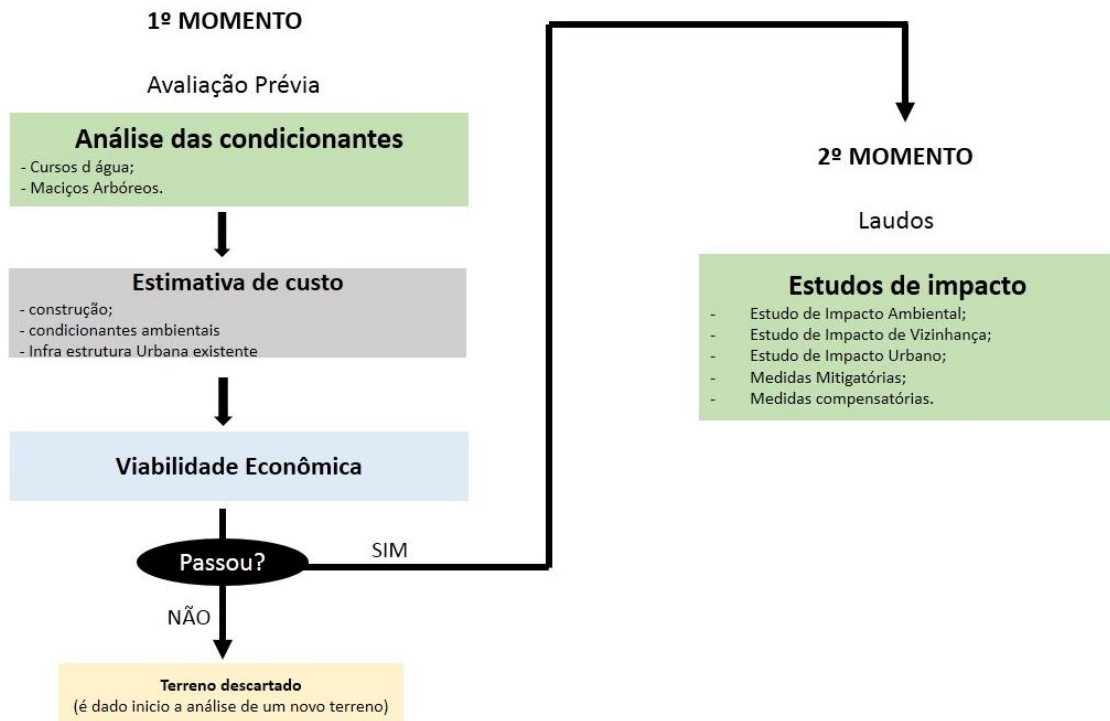 1º MOMENTO
Avaliação Prévia
Análise das condicionantes
- Cursos d água;
- Maciços Arbóreos.
Estimativa de custo
- construção;
- condicionantes ambientais
- Infra estrutura Urbana existente
Viabilidade Econômica
Passou?
SIM
NÃO
Terreno descartado
(é dado inicio a análise de um novo terreno)
2º MOMENTO
Laudos
Estudos de impacto
- Estudo de Impacto Ambiental;
- Estudo de Impacto de Vizinhança;
- Estudo de Impacto Urbano;
- Medidas Mitigatórias;
- Medidas compensatórias.